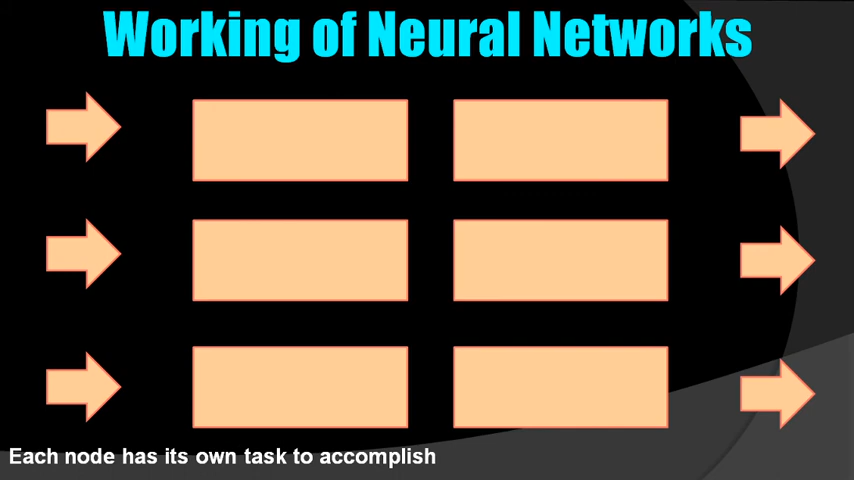 Working of Neural Networks
Each node has its own task to accomplish